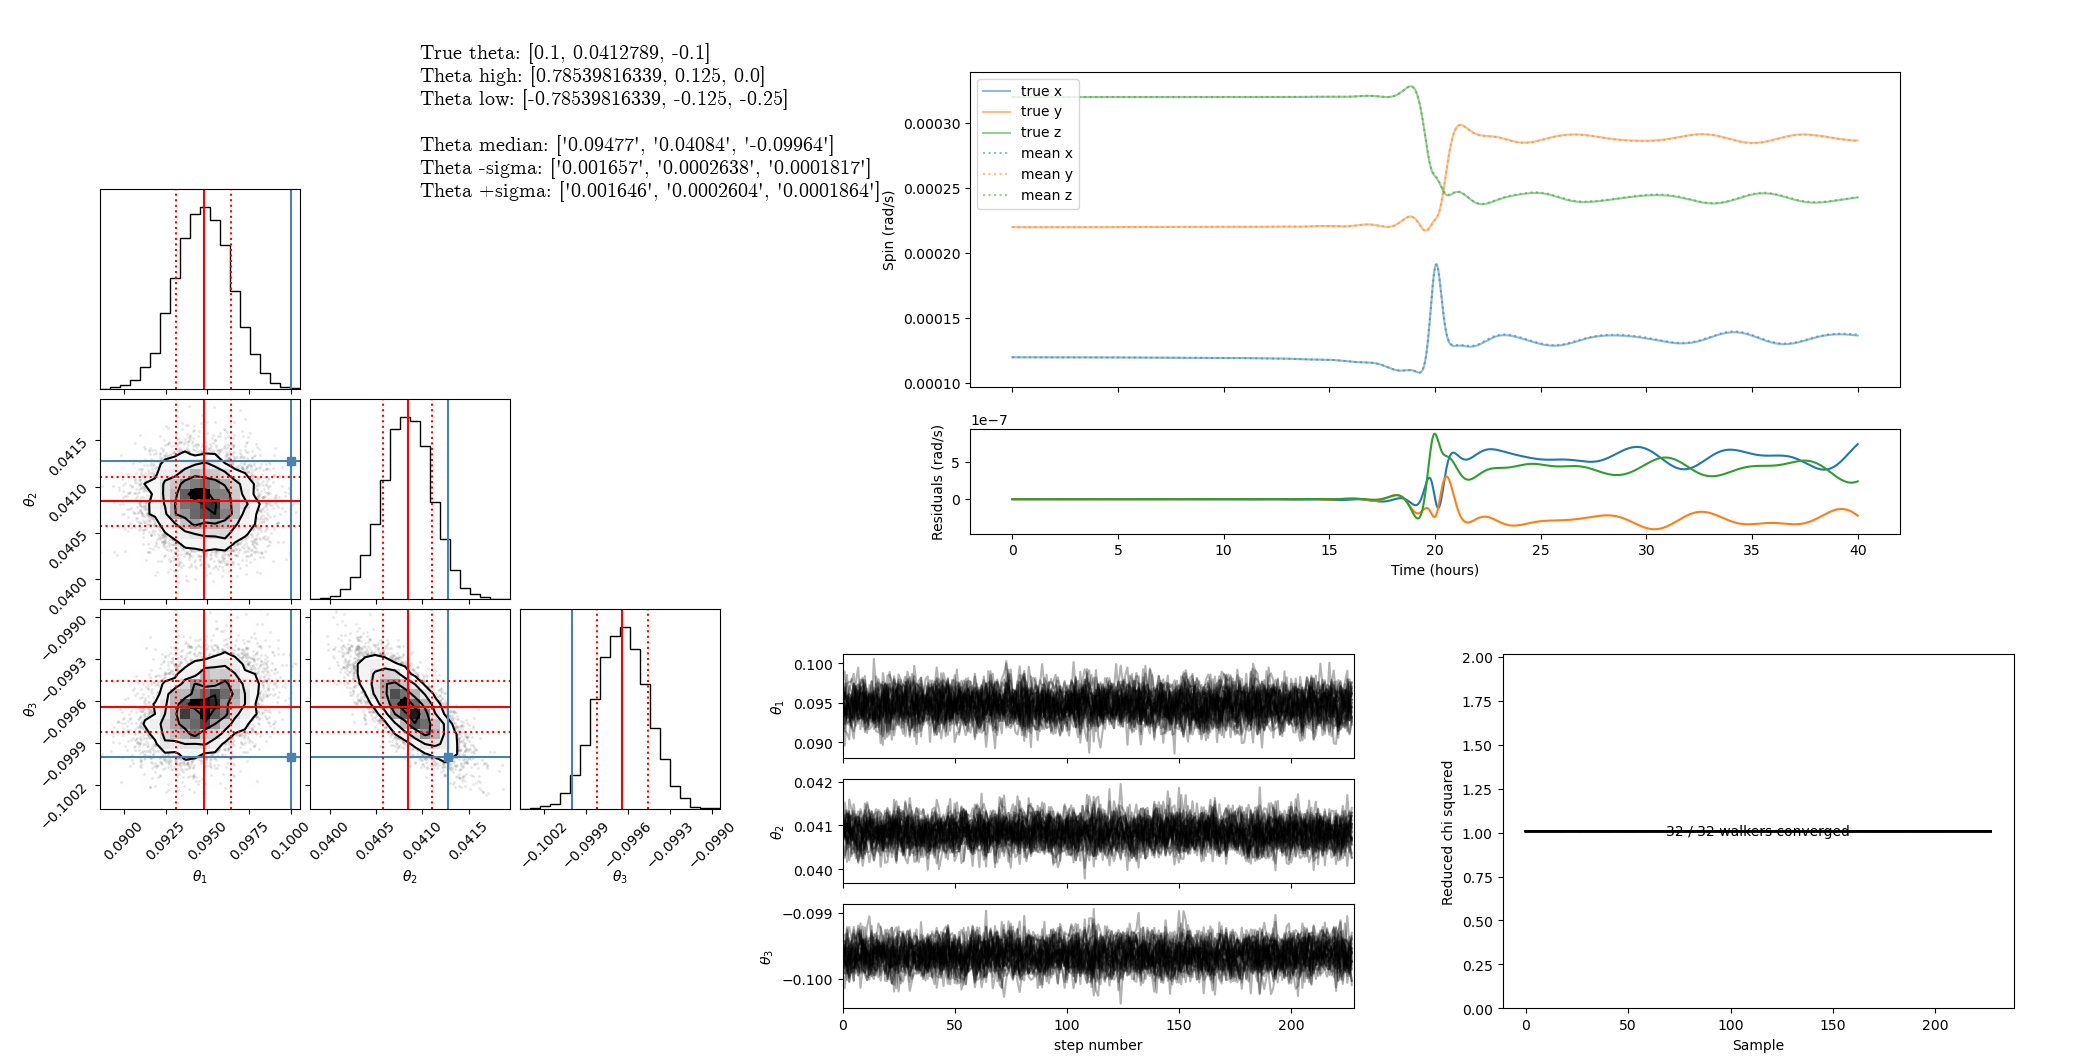 True theta: [0.1, 0.0412789, -0.1]
Theta high: [0.78539816339, 0.125, 0.0]
Theta low: [-0.78539816339, -0.125, -0.25]
Theta median: ['0.09477', '0.04084', '-0.09964']
Theta -sigma: ['0.001657', '0.0002638', '0.0001817']
Theta +sigma: ['0.001646', '0.0002604', '0.0001864']
θ2
0.0415
0.0410
0.0405
0.0400
θ3
−0.0990
−0.0993
−0.0996
−0.0999
−0.1002
0.0900 0.0925 0.0950 0.0975 0.1000
θ1
0.0400 0.0405 0.0410 0.0415
θ2
−0.1002 −0.0999 −0.0996 −0.0993 −0.0990
θ3
Spin (rad/s)
0.00030
0.00025
0.00020
0.00015
0.00010
true x
true y
true z
mean x
mean y
mean z
1e−7
Residuals (rad/s)
5
0
0 5 10 15 20 25 30 35 40
Time (hours)
θ1
0.100
0.095
0.090
θ2
0.042
0.041
0.040
θ3
−0.099
−0.100
0 50 100 150 200
step number
Reduced chi squared
2.00
1.75
1.50
1.25
1.00
0.75
0.50
0.25
0.00
32 / 32 walkers converged
0 50 100 150 200
Sample